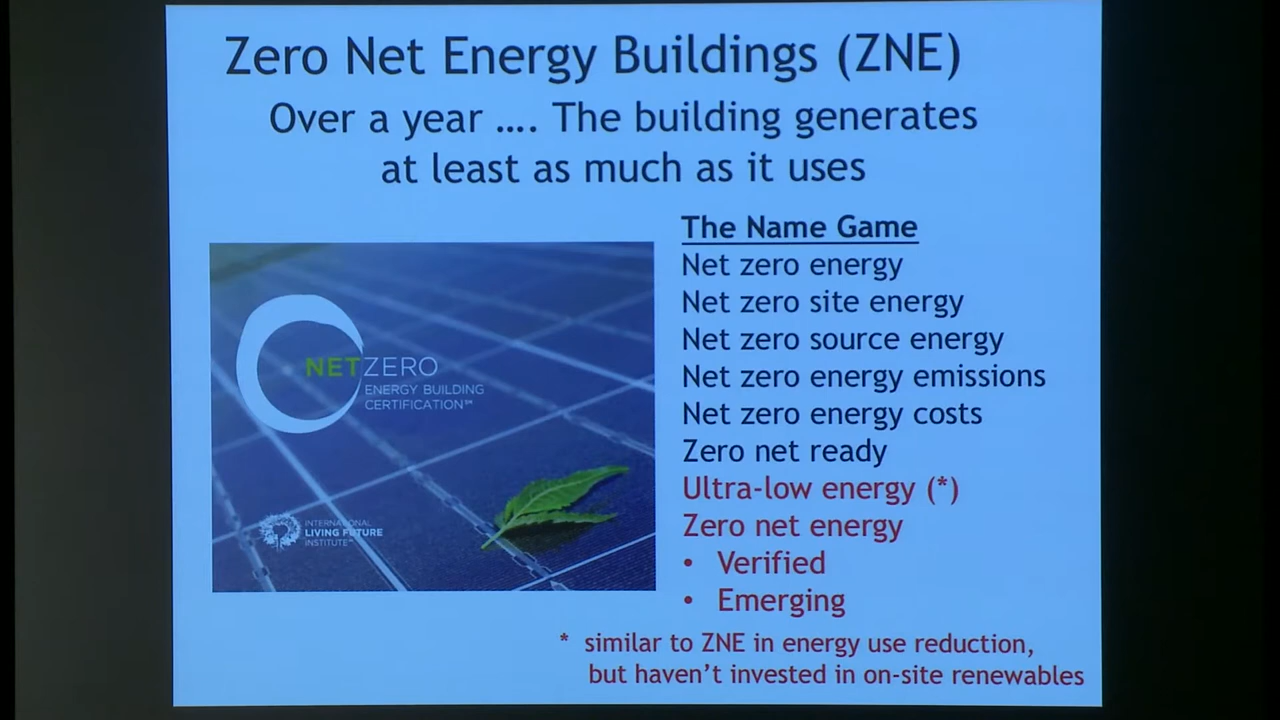 Zero Net Energy Buildings (ZNE)
Over a year .... The building generates
at least as much as it uses
NETZERO
ENERGY BUILDING
CERTIFICATION℠
INTERNATIONAL
LIVING FUTURE
INSTITUTE
The Name Game
Net zero energy
Net zero site energy
Net zero source energy
Net zero energy emissions
Net zero energy costs
Zero net ready
Ultra-low energy (*)
Zero net energy
• Verified
• Emerging
* similar to ZNE in energy use reduction,
but haven't invested in on-site renewables